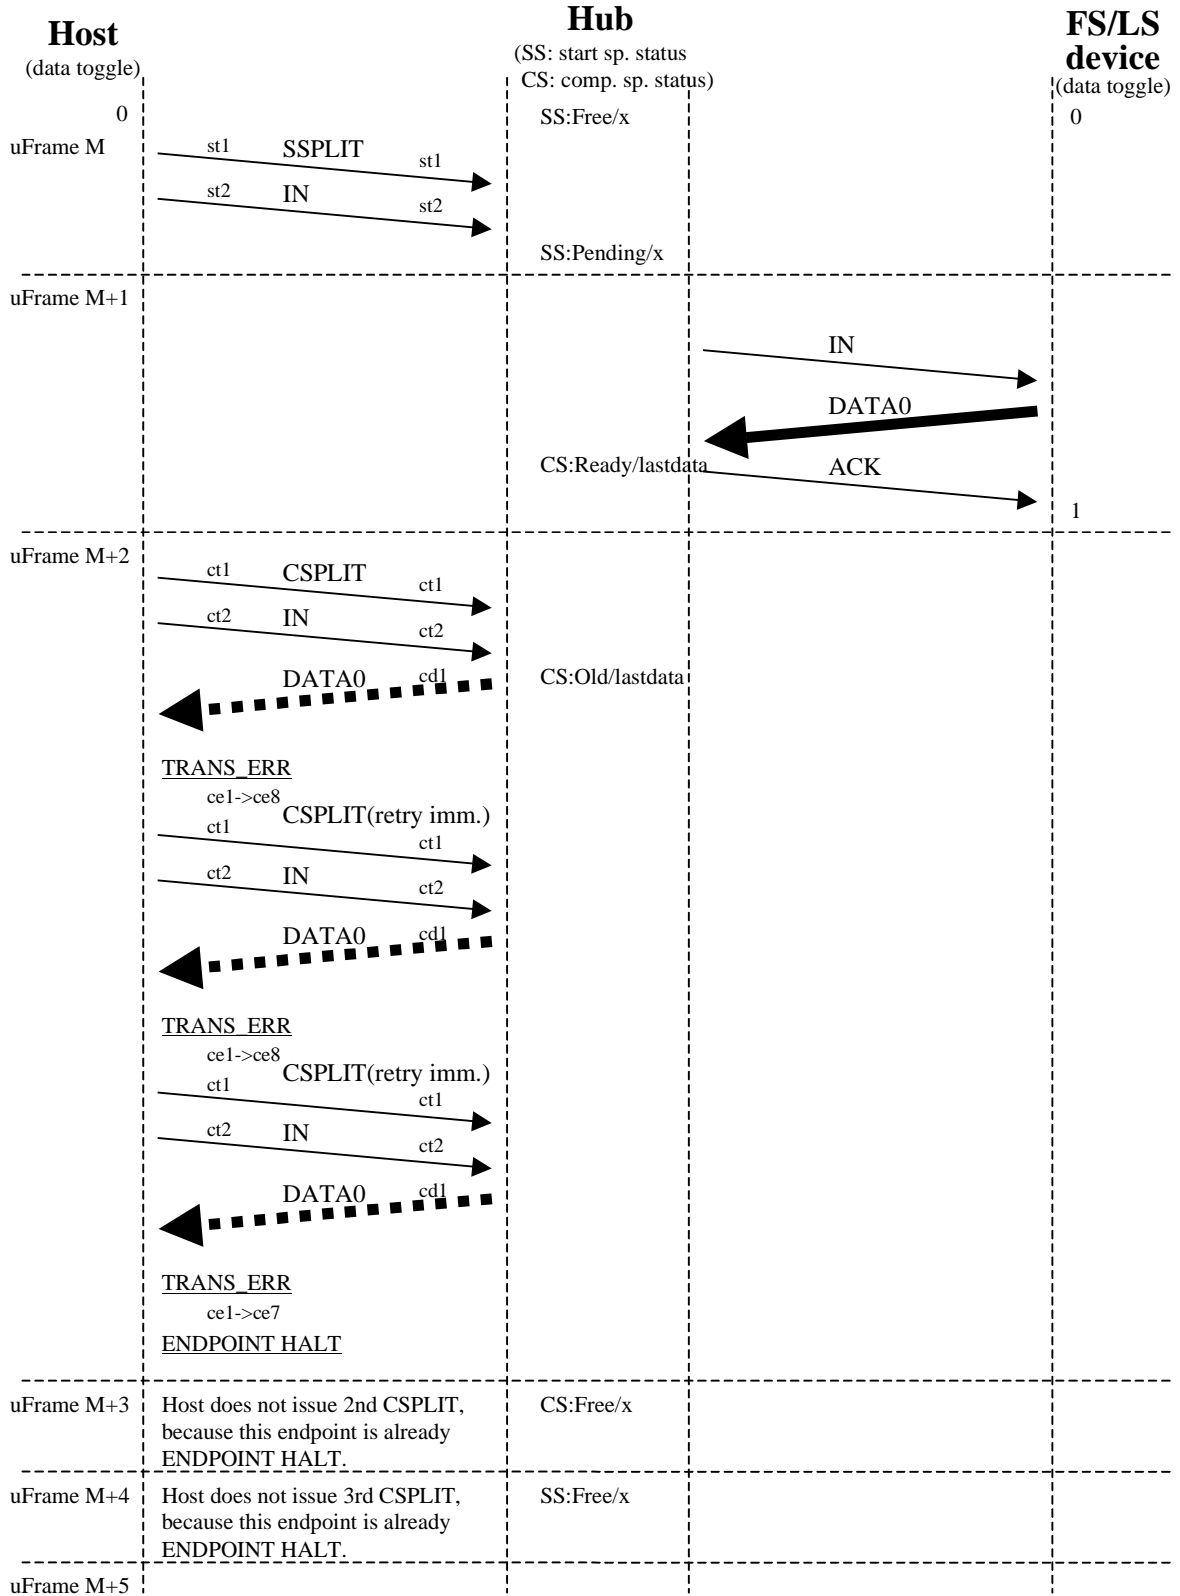 Host
(data toggle)
Hub
(SS: start sp. status
CS: comp. sp. status)
FS/LS
device
(data toggle)
0
SS:Free/x
0
uFrame M
st1 SSPLIT st1
st2 IN st2
SS:Pending/x
uFrame M+1
IN
DATA0
CS:Ready/lastdata
ACK
1
uFrame M+2
ct1 CSPLIT ct1
ct2 IN ct2
DATA0 cd1
CS:Old/lastdata
TRANS_ERR
ce1->ce8
CSPLIT(retry imm.)
ct1 ct1
ct2 IN ct2
DATA0 cd1
TRANS_ERR
ce1->ce8
CSPLIT(retry imm.)
ct1 ct1
ct2 IN ct2
DATA0 cd1
TRANS_ERR
ce1->ce7
ENDPOINT HALT
uFrame M+3
Host does not issue 2nd CSPLIT,
because this endpoint is already
ENDPOINT HALT.
CS:Free/x
uFrame M+4
Host does not issue 3rd CSPLIT,
because this endpoint is already
ENDPOINT HALT.
SS:Free/x
uFrame M+5